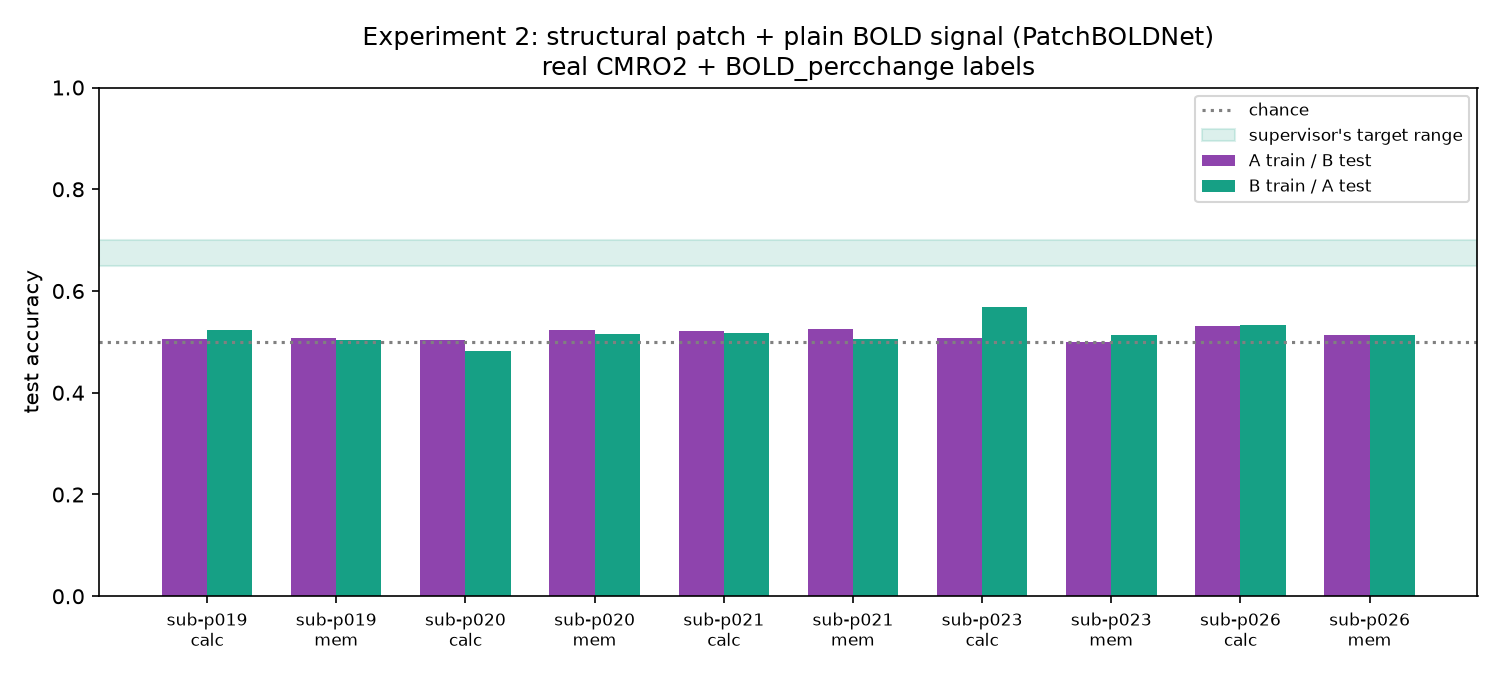 Experiment 2: structural patch + plain BOLD signal (PatchBOLDNet)
real CMRO2 + BOLD_percchange labels
chance
supervisor's target range
A train / B test
B train / A test
test accuracy
1.0
0.8
0.6
0.4
0.2
0.0
sub-p019
calc
sub-p019
mem
sub-p020
calc
sub-p020
mem
sub-p021
calc
sub-p021
mem
sub-p023
calc
sub-p023
mem
sub-p026
calc
sub-p026
mem